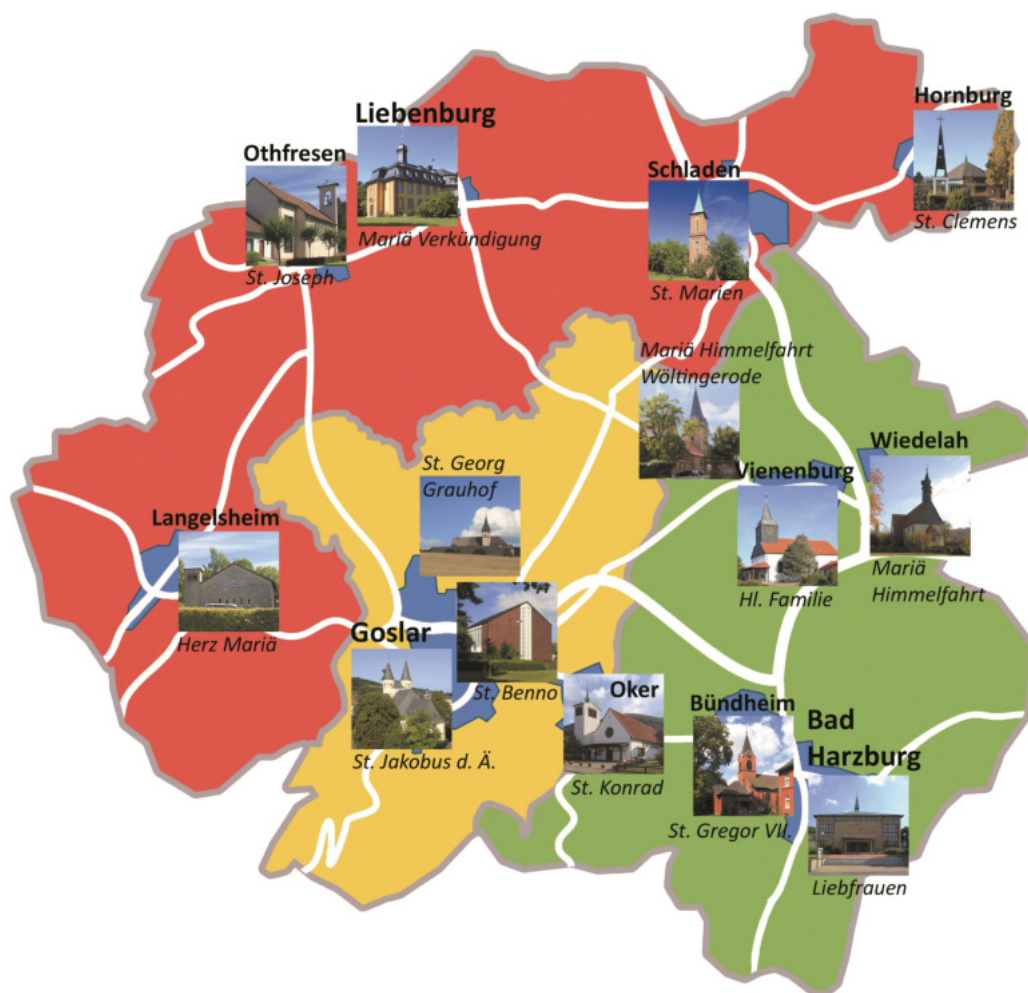 Hornburg
St. Clemens
Liebenburg
Mariä Verkündigung
Othfresen
St. Joseph
Schladen
St. Marien
Mariä Himmelfahrt
Wöltingerode
St. Georg
Grauhof
Wiedelah
Mariä
Himmelfahrt
Vienenburg
Hl. Familie
Langelsheim
Herz Mariä
Goslar
St. Jakobus d. Ä.
St. Benno
Oker
St. Konrad
Bündheim
St. Gregor VII.
Bad
Harzburg
Liebfrauen